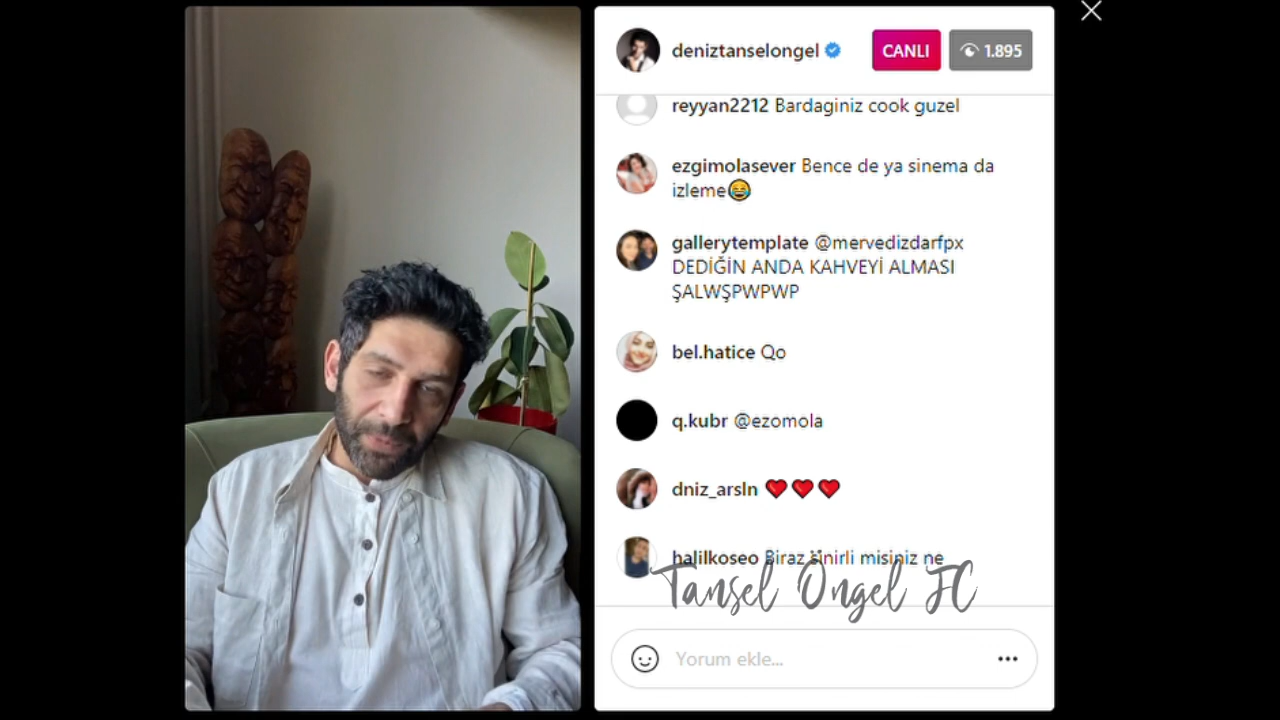 deniztanselongel
CANLI
1.895
reyyan2212 Bardaginiz cook guzel
ezgimolasever Bence de ya sinema da
izleme😂
gallerytemplate @mervedizdarfpx
DEDİĞİN ANDA KAHVEYİ ALMASI
ŞALWŞPWPWP
bel.hatice Qo
q.kubr @ezomola
dniz_arsln ❤️❤️❤️
halilkoseo Biraz sinirli misiniz ne
Tansel Öngel FC
Yorum ekle...